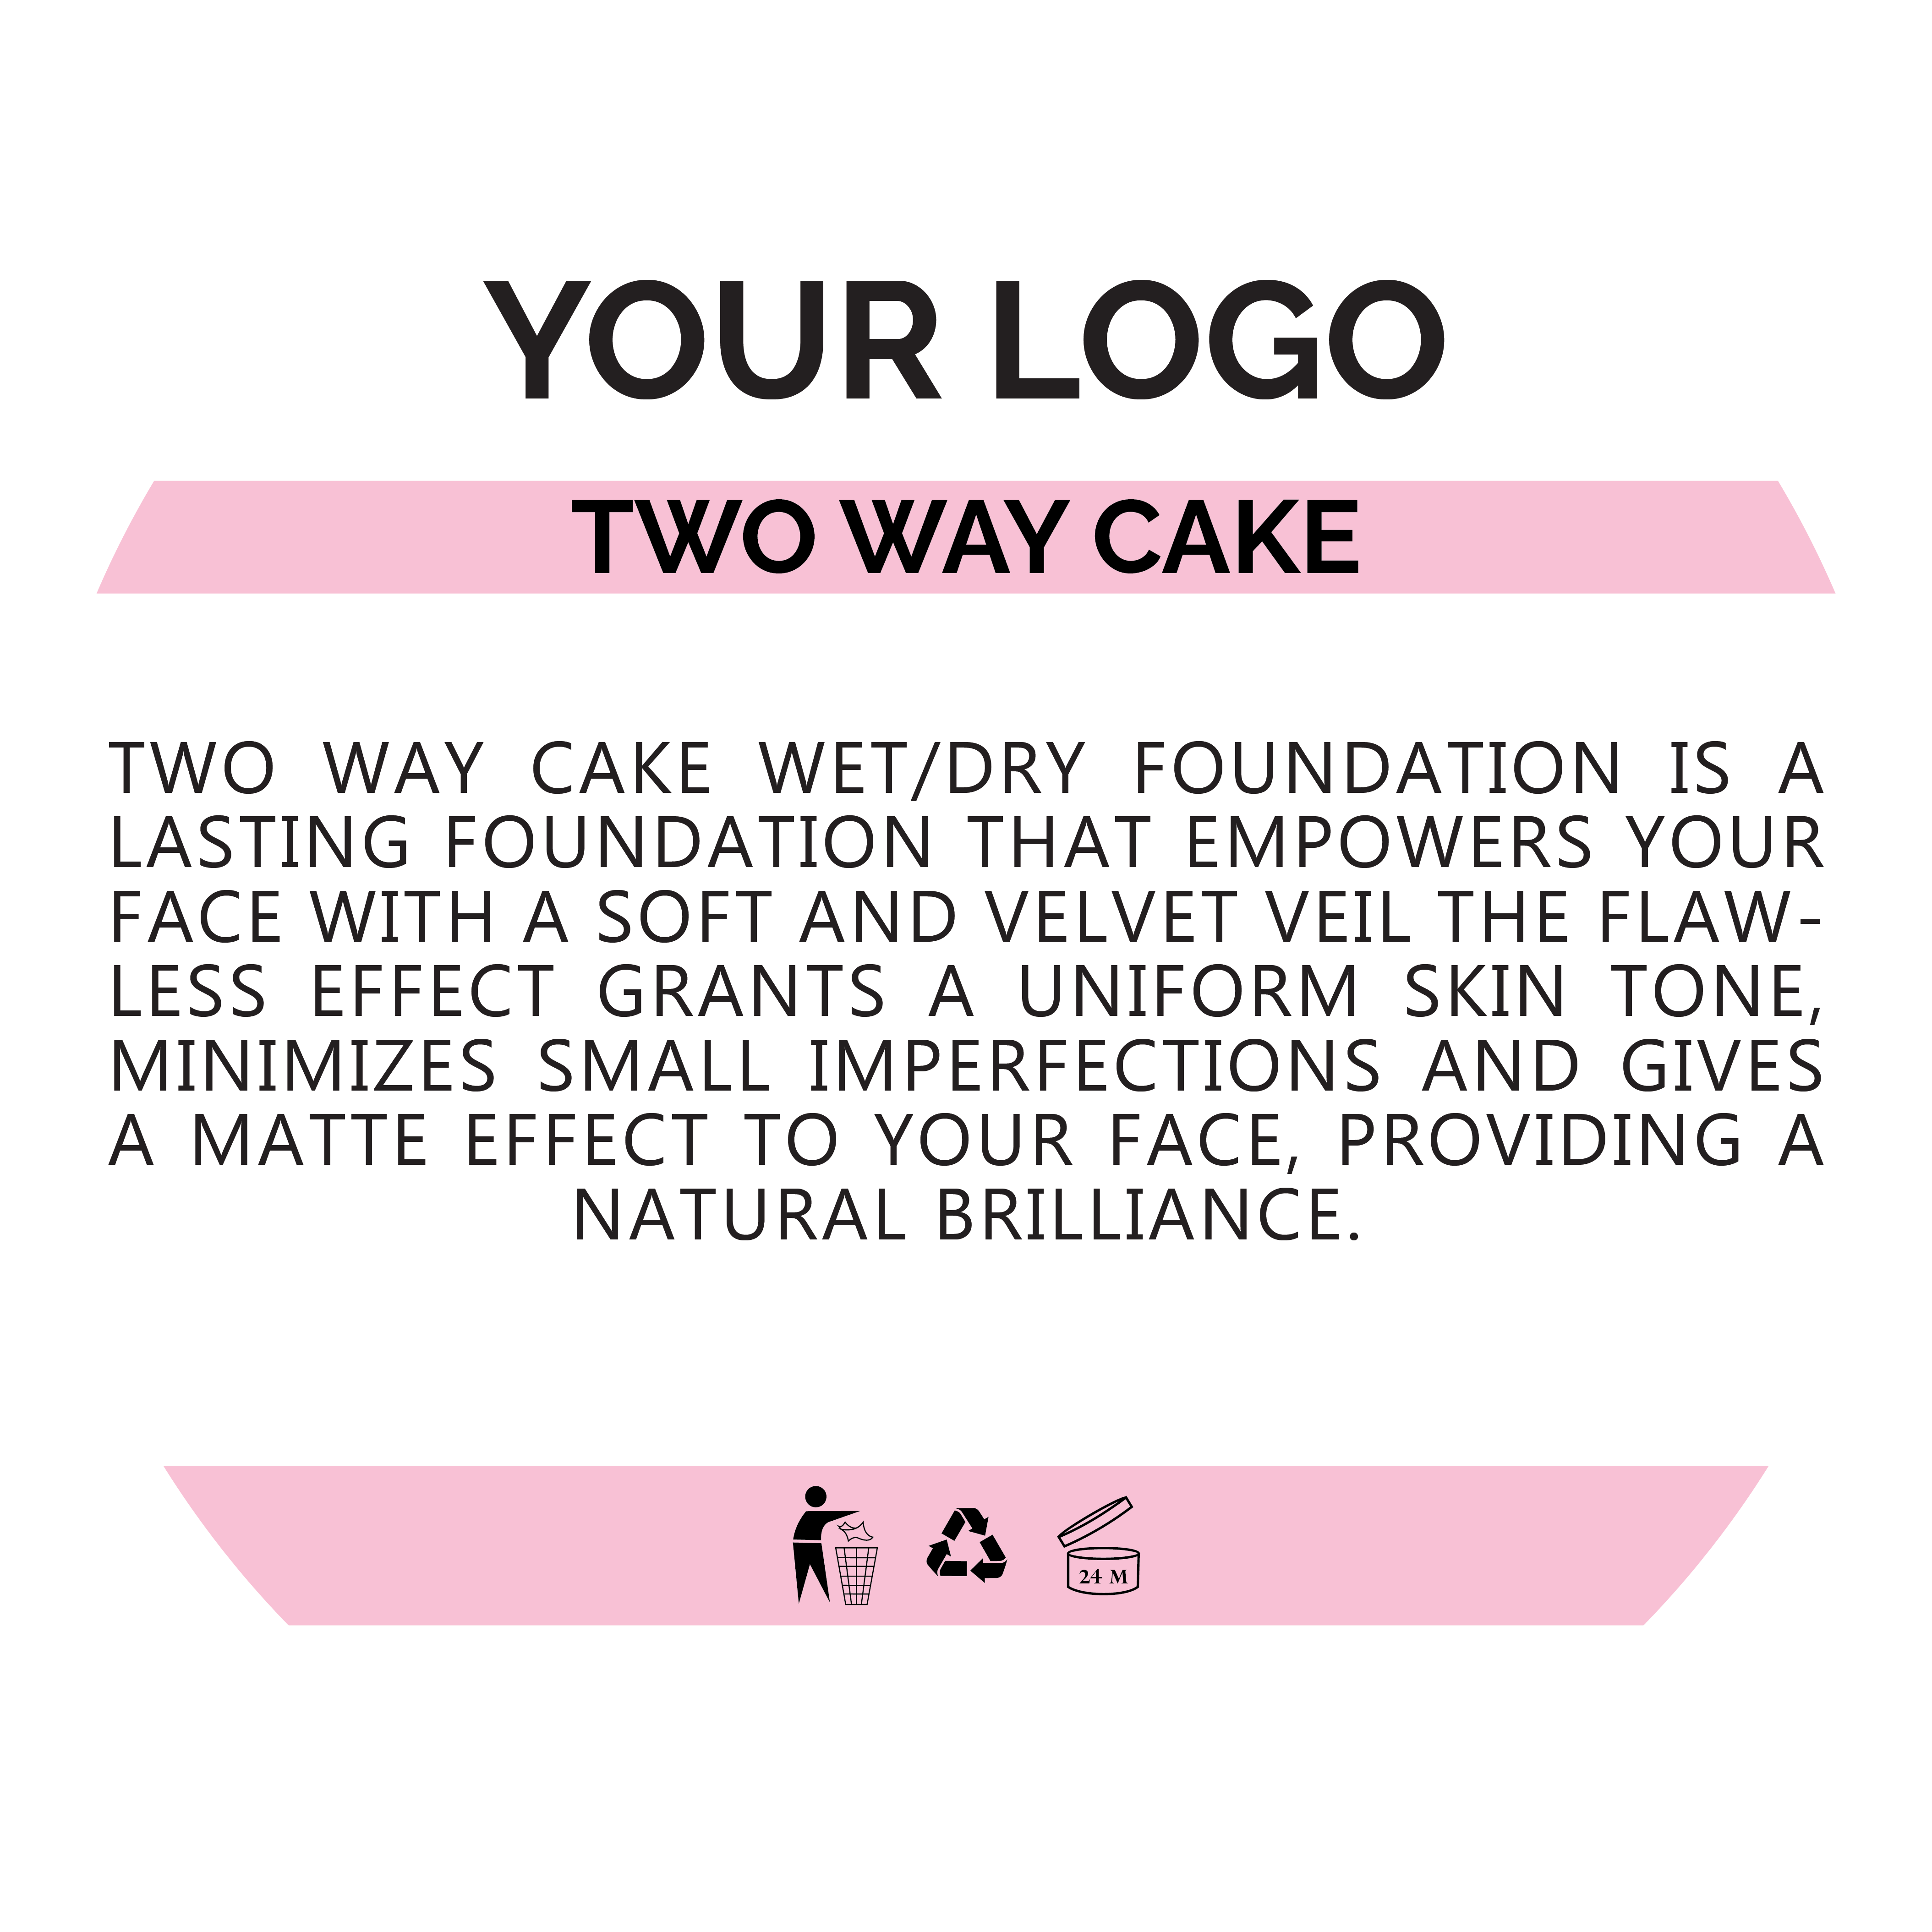 YOUR LOGO
TWO WAY CAKE
TWO WAY CAKE WET/DRY FOUNDATION IS A
LASTING FOUNDATION THAT EMPOWERS YOUR
FACE WITH A SOFT AND VELVET VEIL THE FLAW-
LESS EFFECT GRANTS A UNIFORM SKIN TONE,
MINIMIZES SMALL IMPERFECTIONS AND GIVES
A MATTE EFFECT TO YOUR FACE, PROVIDING A
NATURAL BRILLIANCE.
24 M